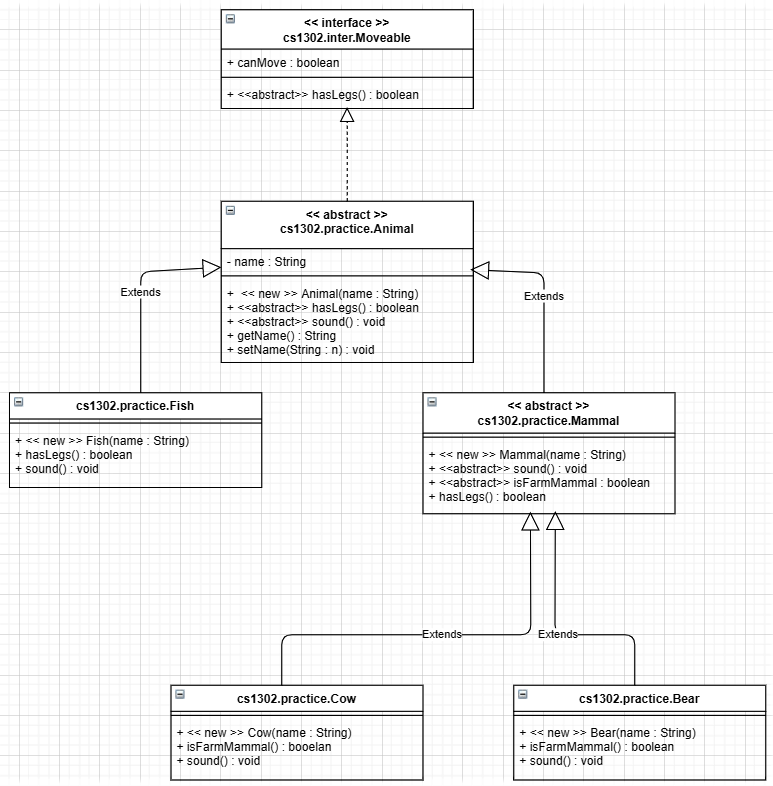 << interface >>
cs1302.inter.Moveable
+ canMove : boolean
+ <<abstract>> hasLegs() : boolean
<< abstract >>
cs1302.practice.Animal
- name : String
+  << new >> Animal(name : String)
+ <<abstract>> hasLegs() : boolean
+ <<abstract>> sound() : void
+ getName() : String
+ setName(String : n) : void
Extends
Extends
cs1302.practice.Fish
+ << new >> Fish(name : String)
+ hasLegs() : boolean
+ sound() : void
<< abstract >>
cs1302.practice.Mammal
+ << new >> Mammal(name : String)
+ <<abstract>> sound() : void
+ <<abstract>> isFarmMammal : boolean
+ hasLegs() : boolean
Extends
Extends
cs1302.practice.Cow
+ << new >> Cow(name : String)
+ isFarmMammal() : booelan
+ sound() : void
cs1302.practice.Bear
+ << new >> Bear(name : String)
+ isFarmMammal() : boolean
+ sound() : void